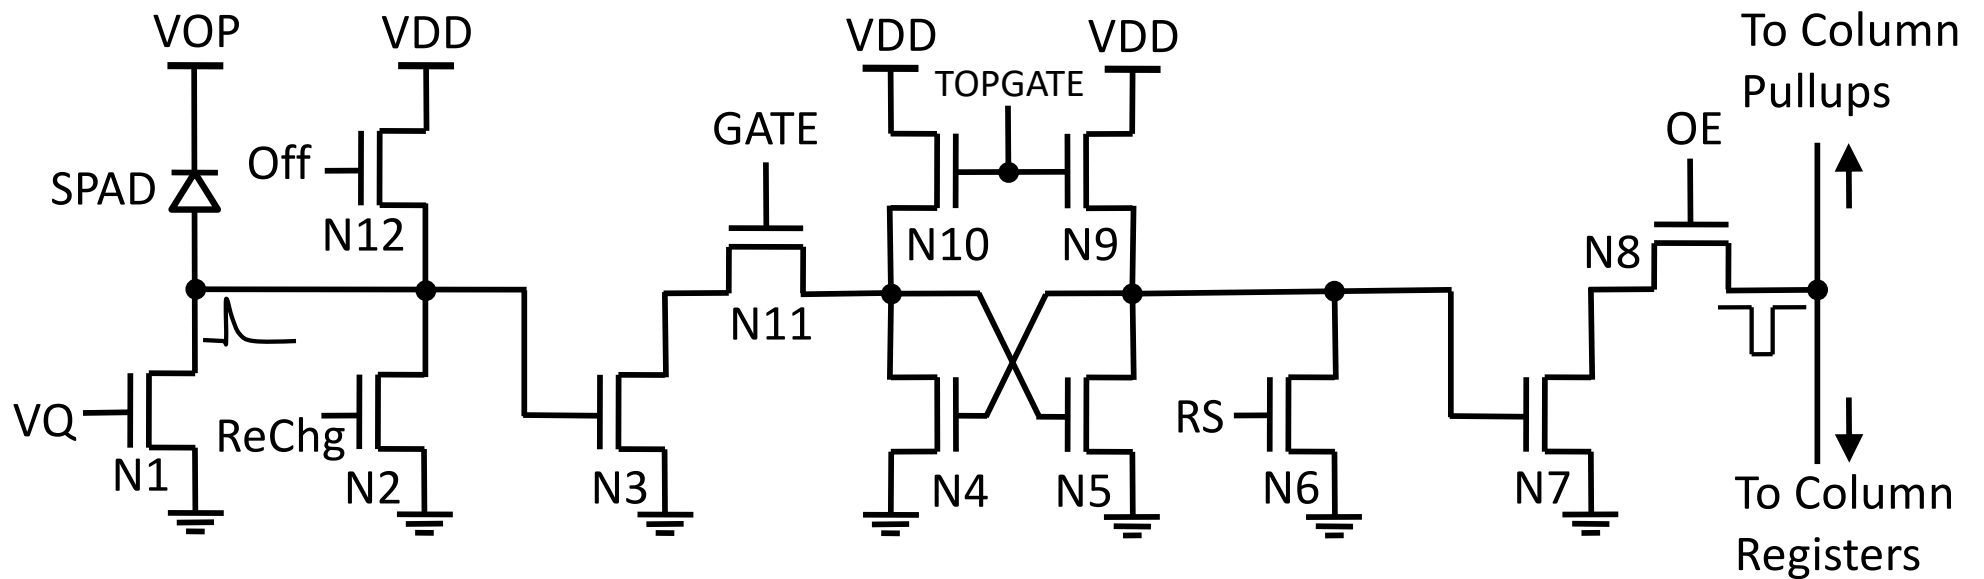 VOP
VDD
VDD
TOPGATE
VDD
To Column
Pullups
GATE
OE
Off
SPAD
N12
N10
N9
N8
N11
VQ
ReChg
RS
N1
N2
N3
N4
N5
N6
N7
To Column
Registers